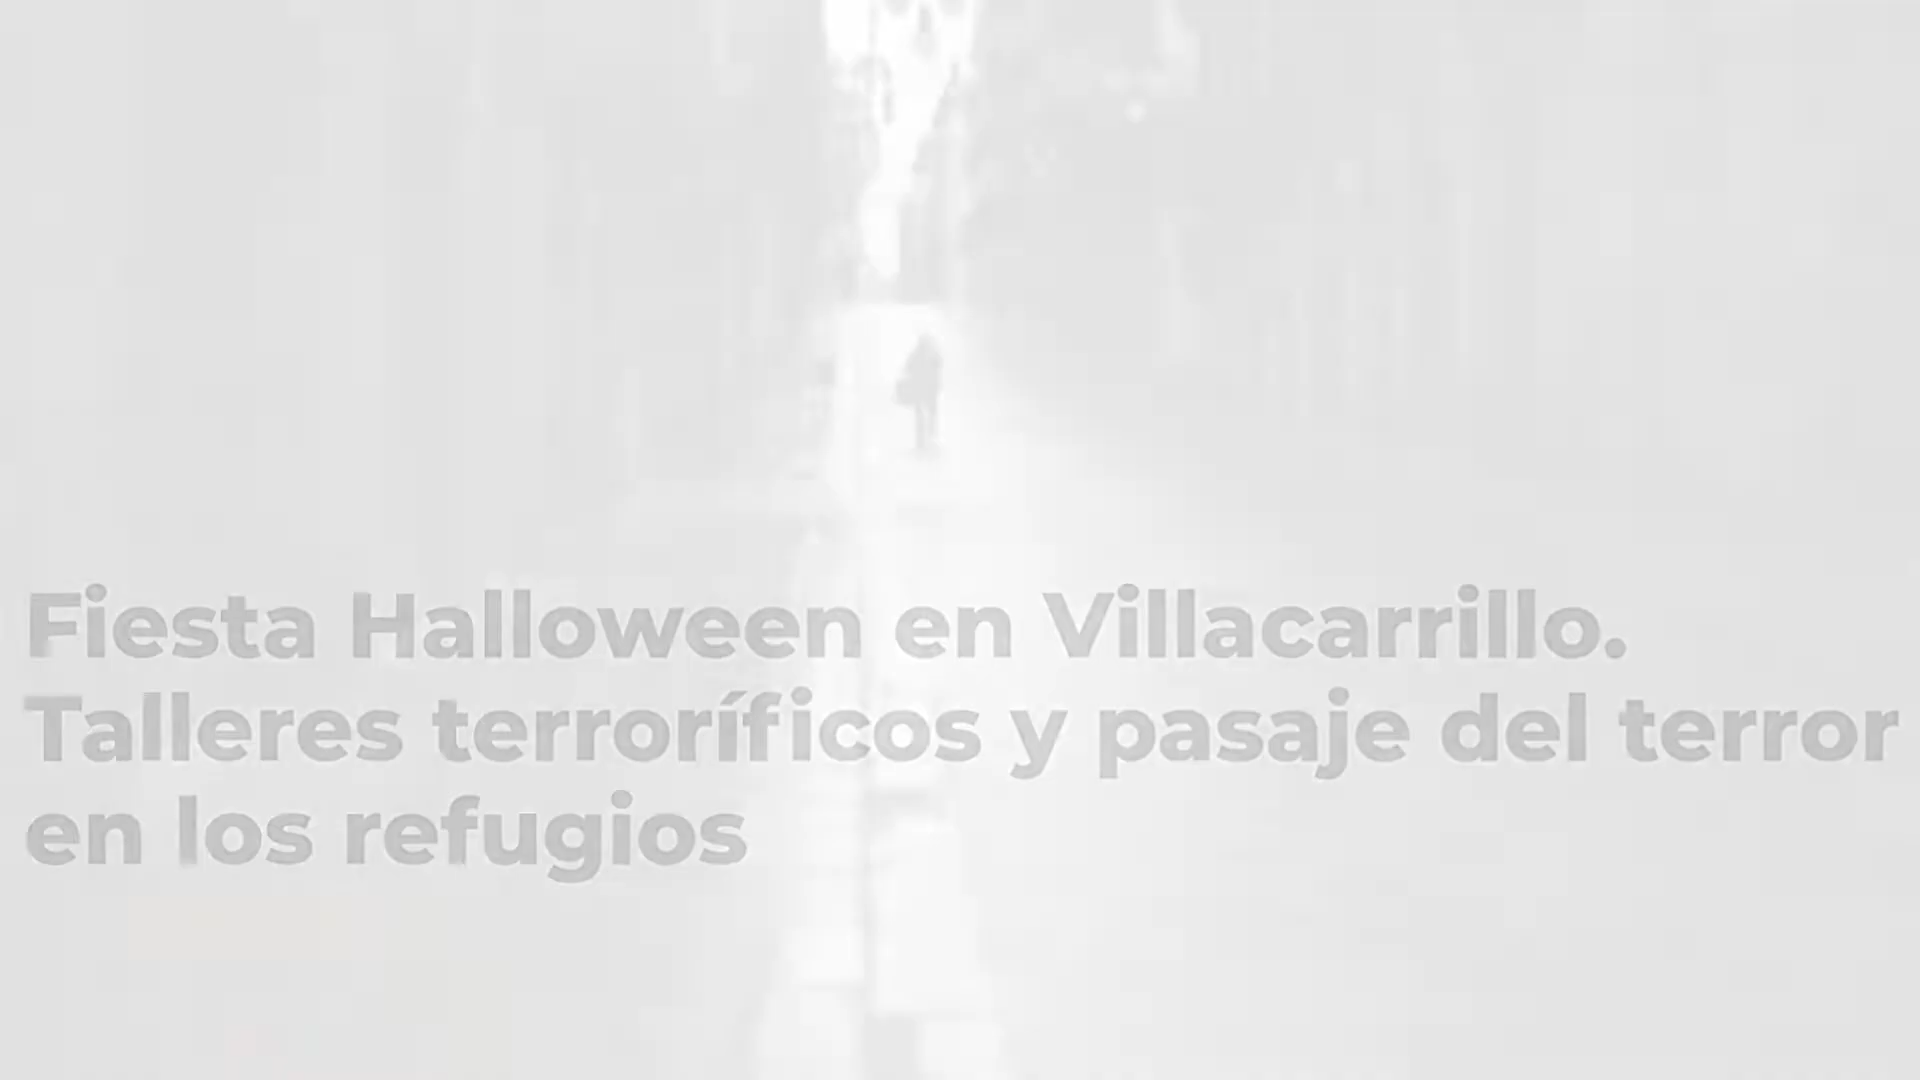 Fiesta Halloween en Villacarrillo.
Talleres terroríficos y pasaje del terror
en los refugios